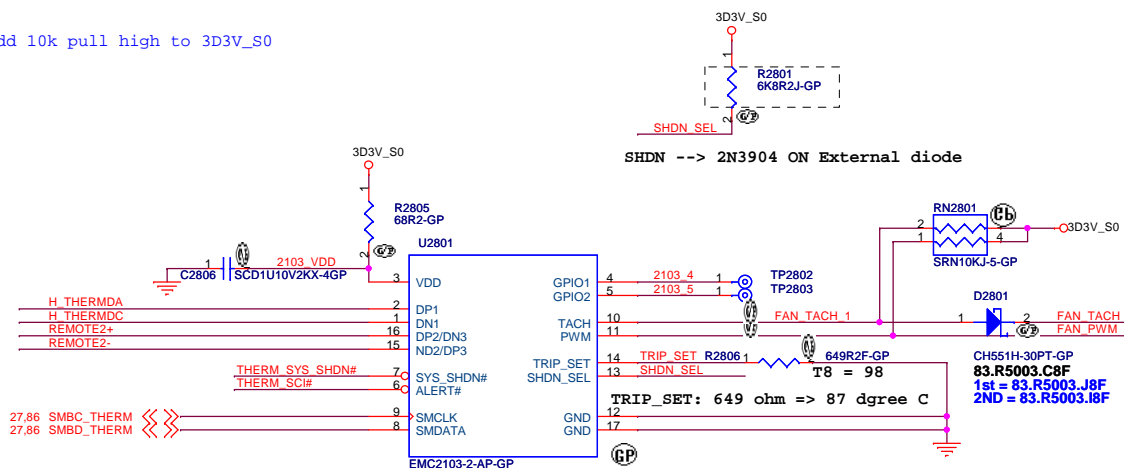 dd 10k pull high to 3D3V_S0
3D3V_S0
1
R2801
6K8R2J-GP
2
G/P
SHDN_SEL
SHDN --> 2N3904 ON External diode
3D3V_S0
1
R2805
68R2-GP
2
G/P
U2801
1
2103_VDD
C2806
SCD1U10V2KX-4GP
3
VDD
H_THERMDA
2
DP1
H_THERMDC
1
DN1
REMOTE2+
16
DP2/DN3
REMOTE2-
15
ND2/DP3
THERM_SYS_SHDN#
7
SYS_SHDN#
THERM_SCI#
6
ALERT#
27,86 SMBC_THERM
9
SMCLK
27,86 SMBD_THERM
8
SMDATA
EMC2103-2-AP-GP
GP
GPIO1
4
2103_4
1
TP2802
GPIO2
5
2103_5
1
TP2803
TACH
10
FAN_TACH_1
PWM
11
TRIP_SET
14
TRIP_SET
R2806
1
649R2F-GP
SHDN_SEL
13
SHDN_SEL
T8 = 98
TRIP_SET: 649 ohm => 87 dgree C
GND
12
GND
17
RN2801
2
1
4
3D3V_S0
SRN10KJ-5-GP
D2801
1
2
FAN_TACH
G/P
FAN_PWM
CH551H-30PT-GP
83.R5003.C8F
1st = 83.R5003.J8F
2ND = 83.R5003.I8F